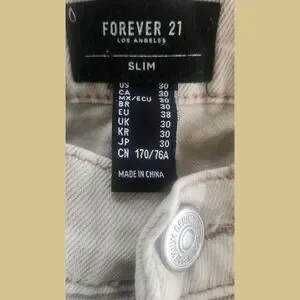 FOREVER 21
LOS ANGELES
SLIM
US 30
CA 30
MX/ECU 30
BR 30
EU 38
UK 30
KR 30
JP 30
CN 170/76A
MADE IN CHINA